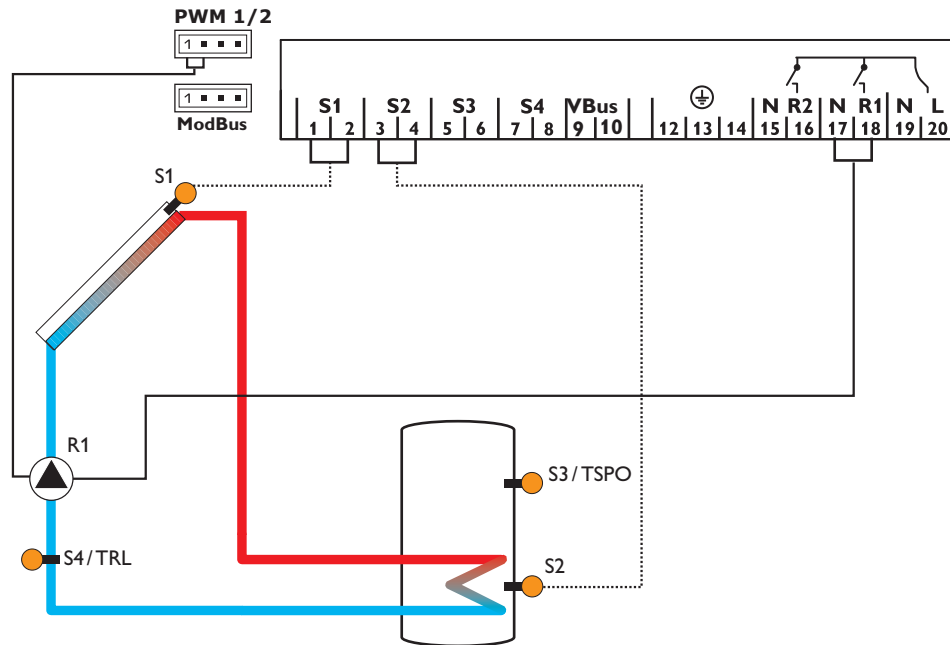 PWM 1/2
1
1
ModBus
S1 S2 S3 S4 VBus N R2 N R1 N L
1 2 3 4 5 6 7 8 9 10 12 13 14 15 16 17 18 19 20
S1
R1
S3 / TSPO
S4 / TRL
S2